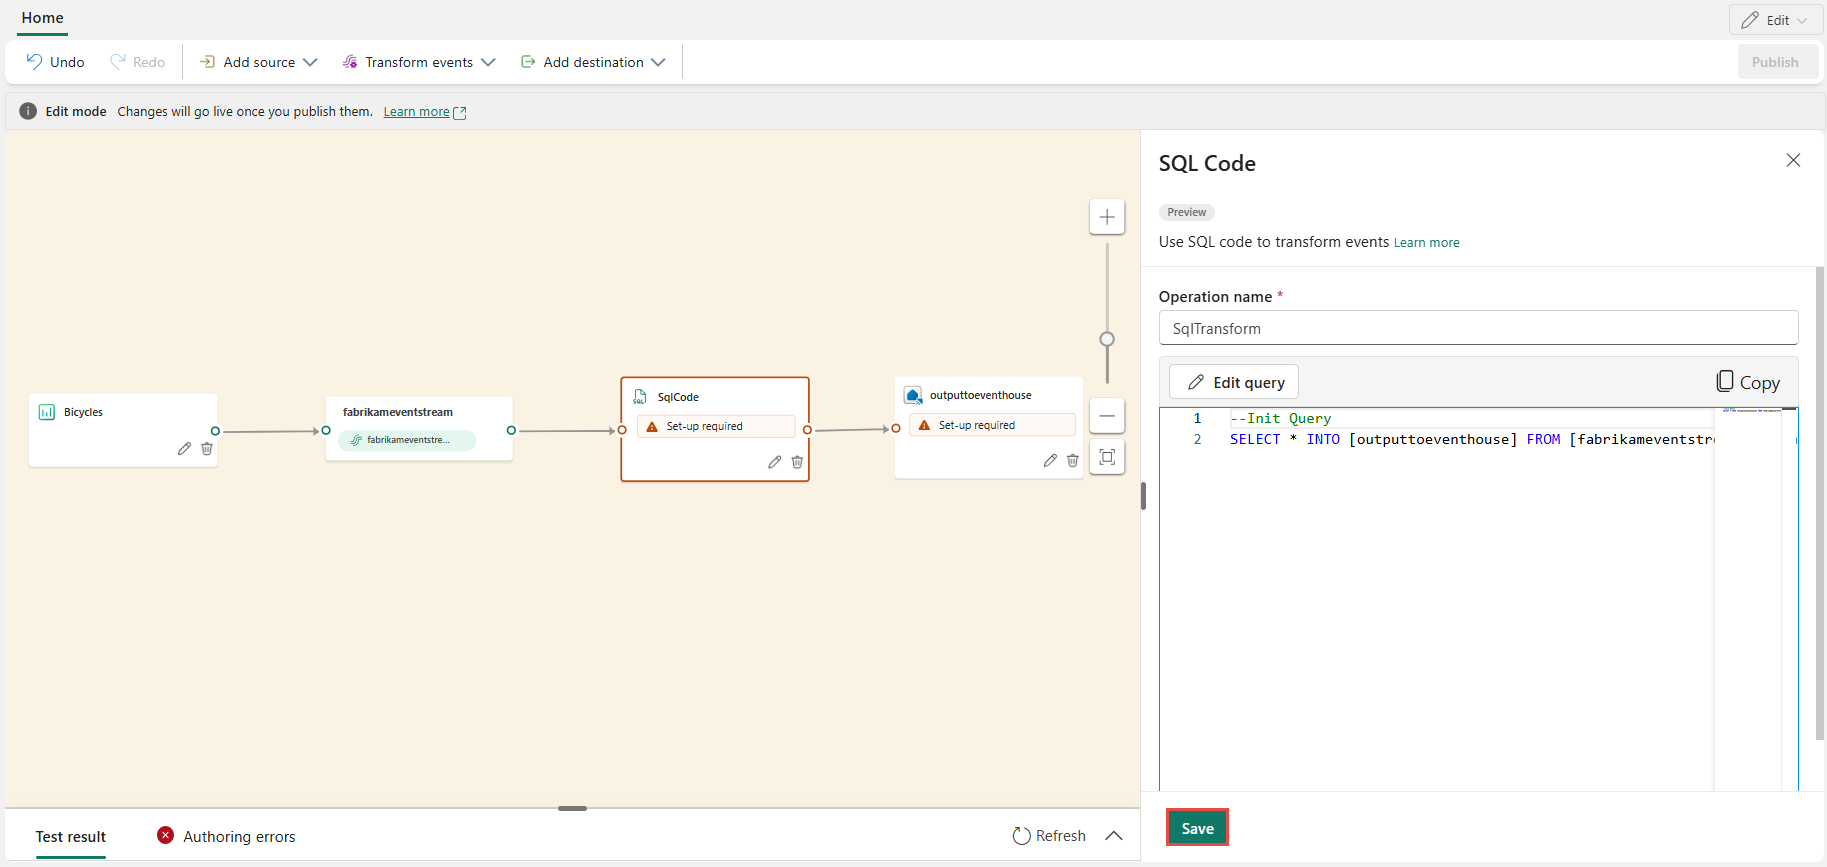 Home
Edit
Undo
Redo
Add source
Transform events
Add destination
Publish
Edit mode Changes will go live once you publish them. Learn more
SQL Code
Preview
Use SQL code to transform events Learn more
Operation name *
SqlTransform
Edit query
Copy
1 --Init Query
2 SELECT * INTO [outputtoeventhouse] FROM [fabrikameventstr
Bicycles
fabrikameventstream
fabrikameventstre...
SQL
SqlCode
Set-up required
outputtoeventhouse
Set-up required
Test result
Authoring errors
Refresh
Save